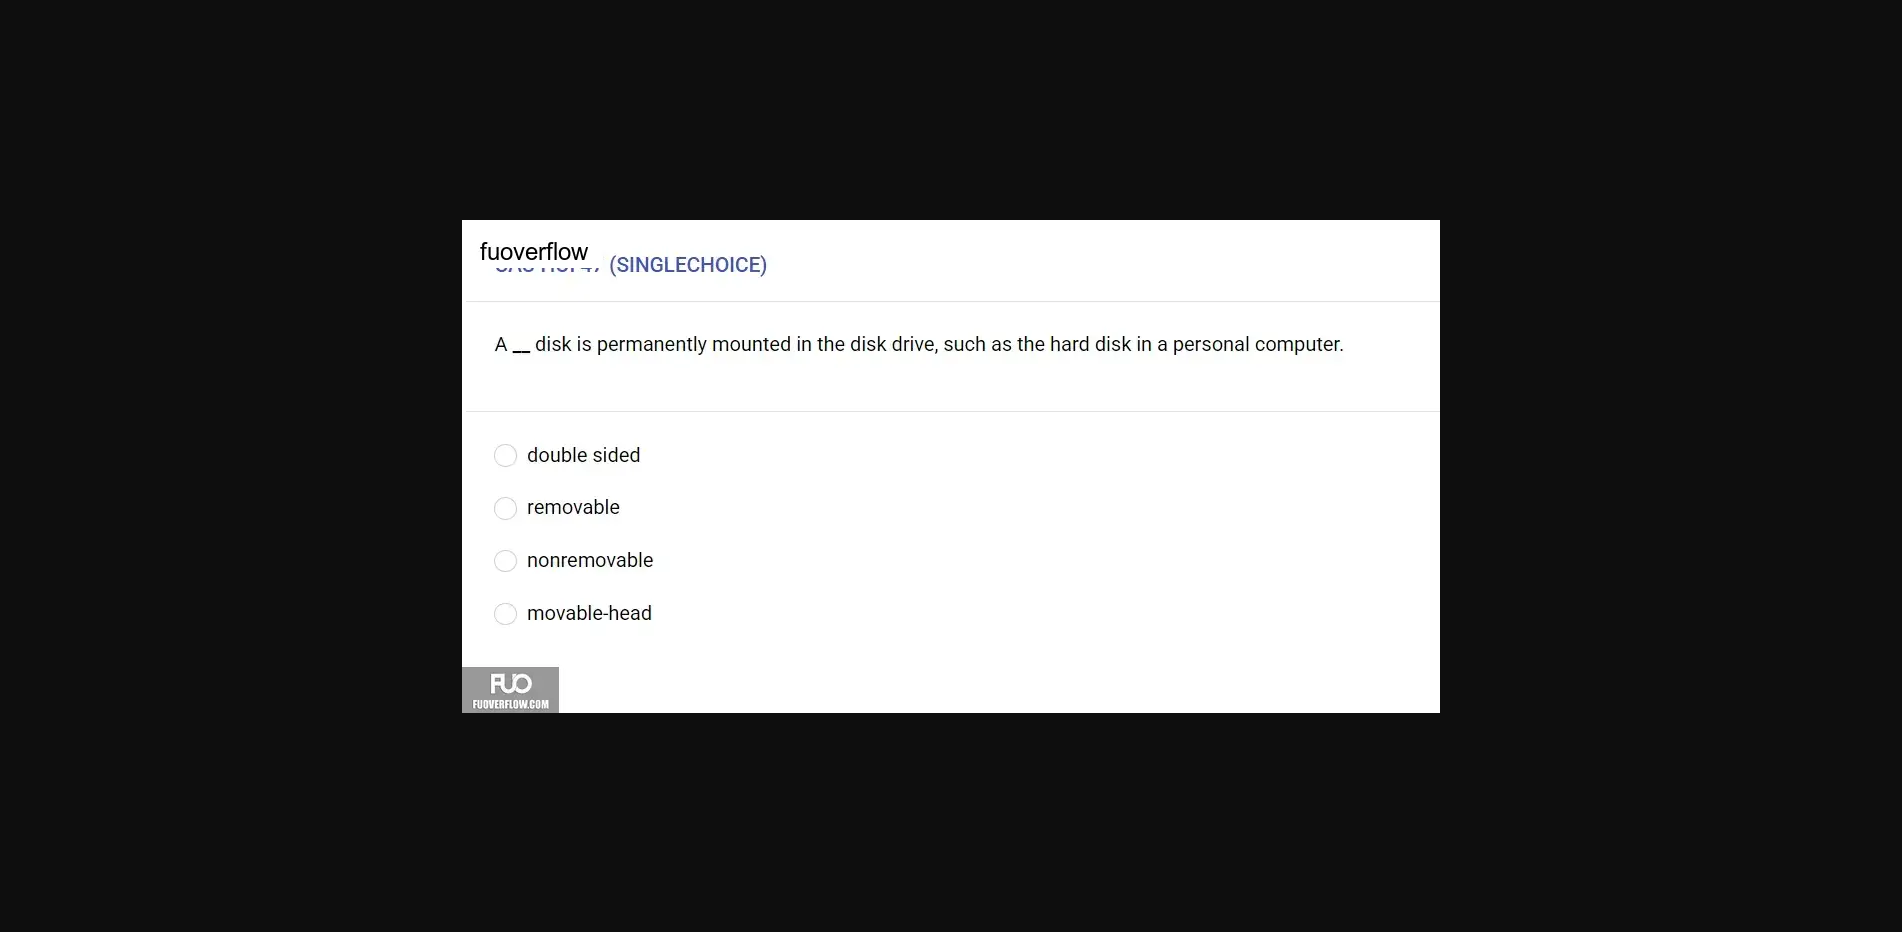 fuoverflow
(SINGLECHOICE)
A __ disk is permanently mounted in the disk drive, such as the hard disk in a personal computer.
double sided
removable
nonremovable
movable-head
FUO
FUOVERFLOW.COM